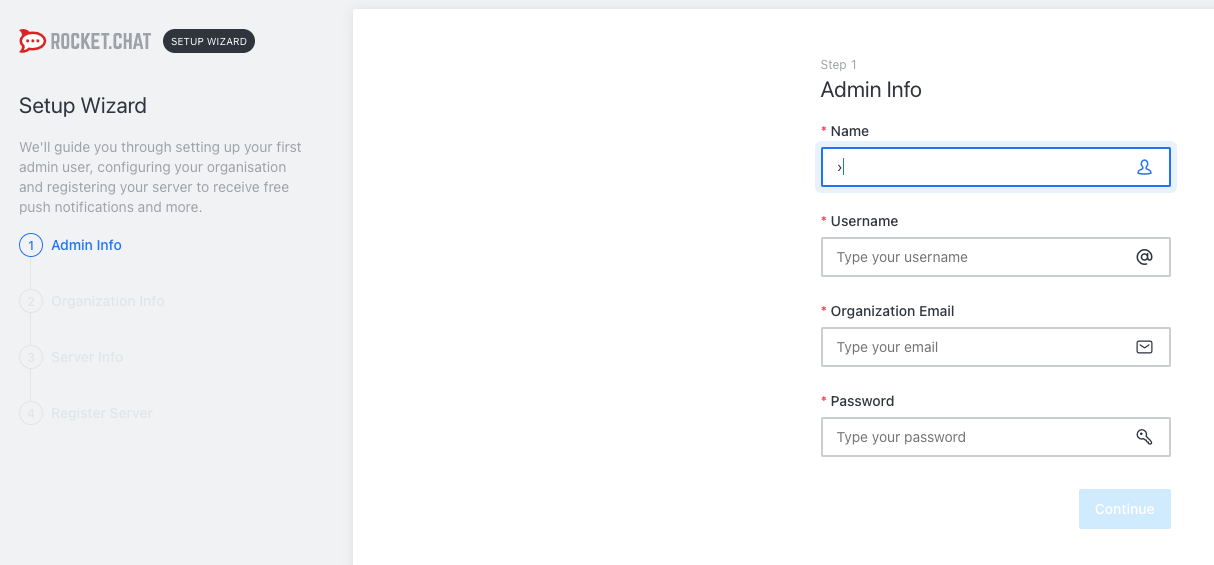 ROCKET.CHAT SETUP WIZARD
Setup Wizard
We'll guide you through setting up your first
admin user, configuring your organisation
and registering your server to receive free
push notifications and more.
1 Admin Info
2 Organization Info
3 Server Info
4 Register Server
Step 1
Admin Info
* Name
›
* Username
Type your username
* Organization Email
Type your email
* Password
Type your password
Continue